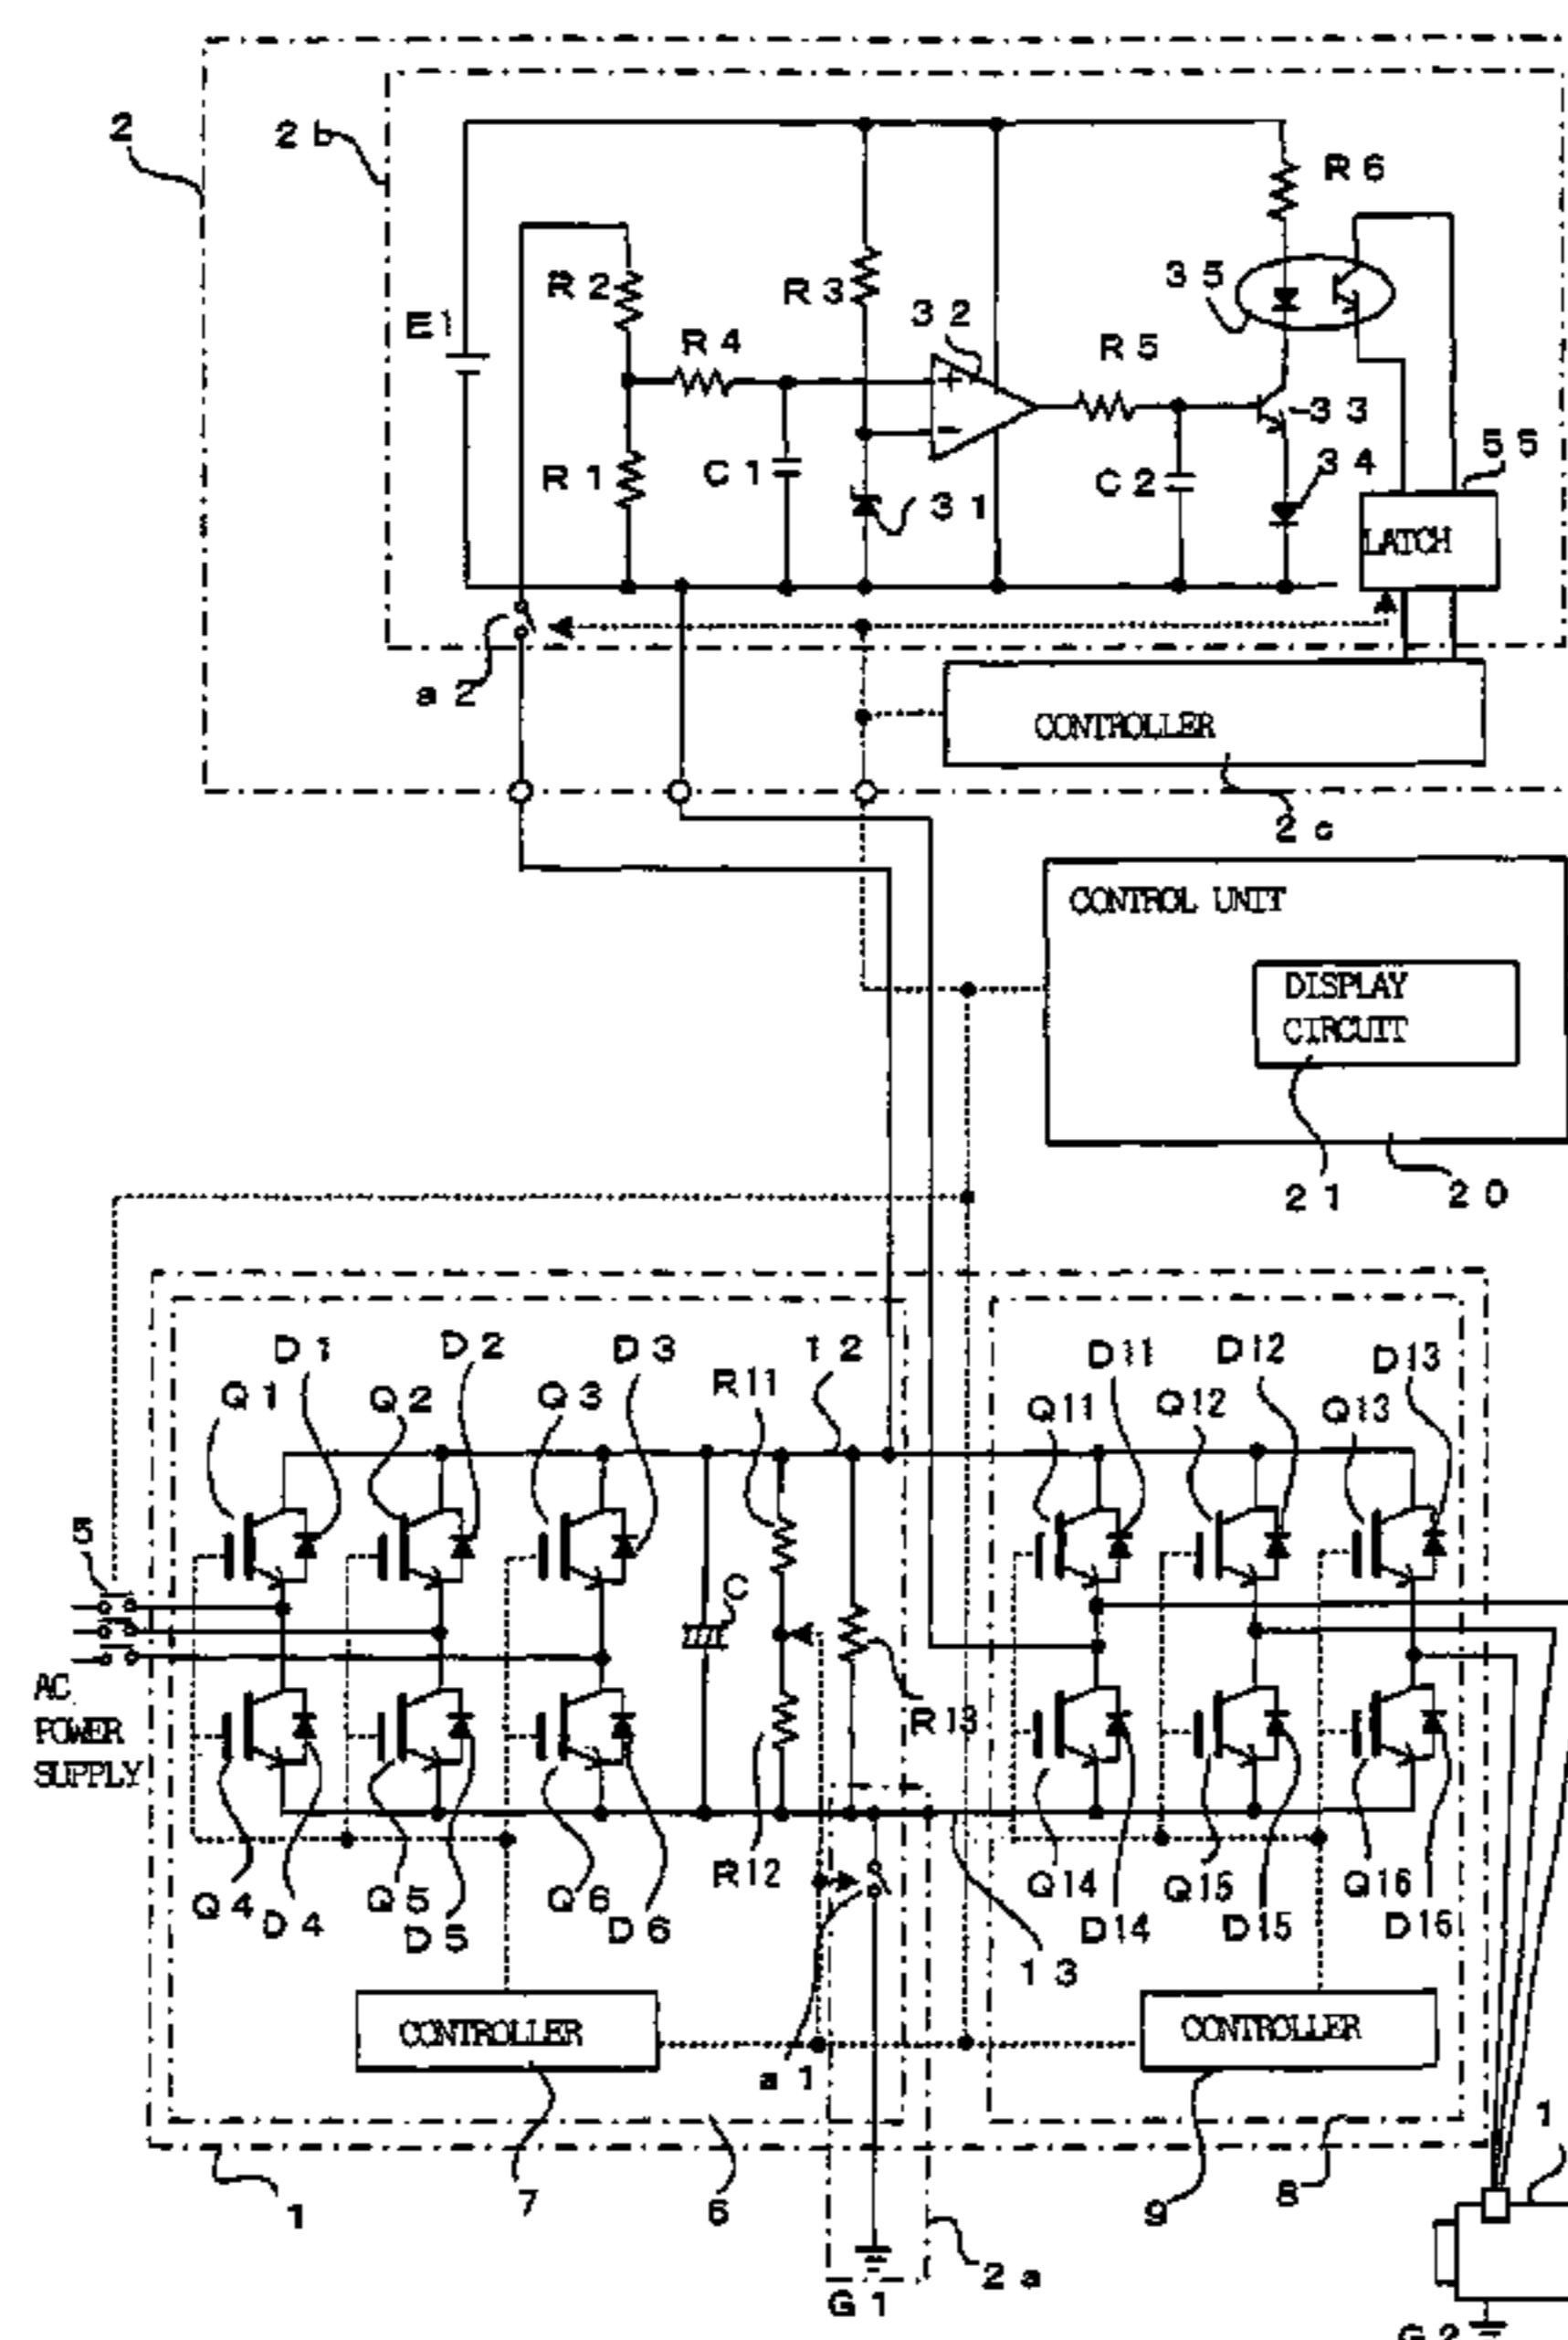 2
2b
R6
R2
R3
35
E1
R4
32
R5
33
R1
C1
31
C2
34
55
LATCH
a2
CONTROLLER
2c
CONTROL UNIT
DISPLAY
CIRCUIT
21
20
D1
D2
D3
12
R11
D11
D12
D13
Q1
Q2
Q3
Q11
Q12
Q13
5
C
AC
POWER
SUPPLY
R13
R12
Q4
D4
Q5
D5
Q6
D6
Q14
D14
Q15
D15
Q16
D16
13
CONTROLLER
CONTROLLER
a1
1
7
6
9
8
1
2a
G1
G2